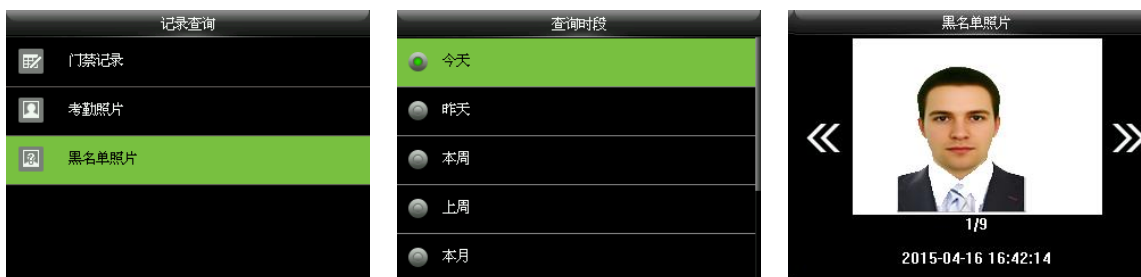 记录查询
门禁记录
考勤照片
黑名单照片
查询时段
今天
昨天
本周
上周
本月
黑名单照片
1/9
2015-04-16 16:42:14